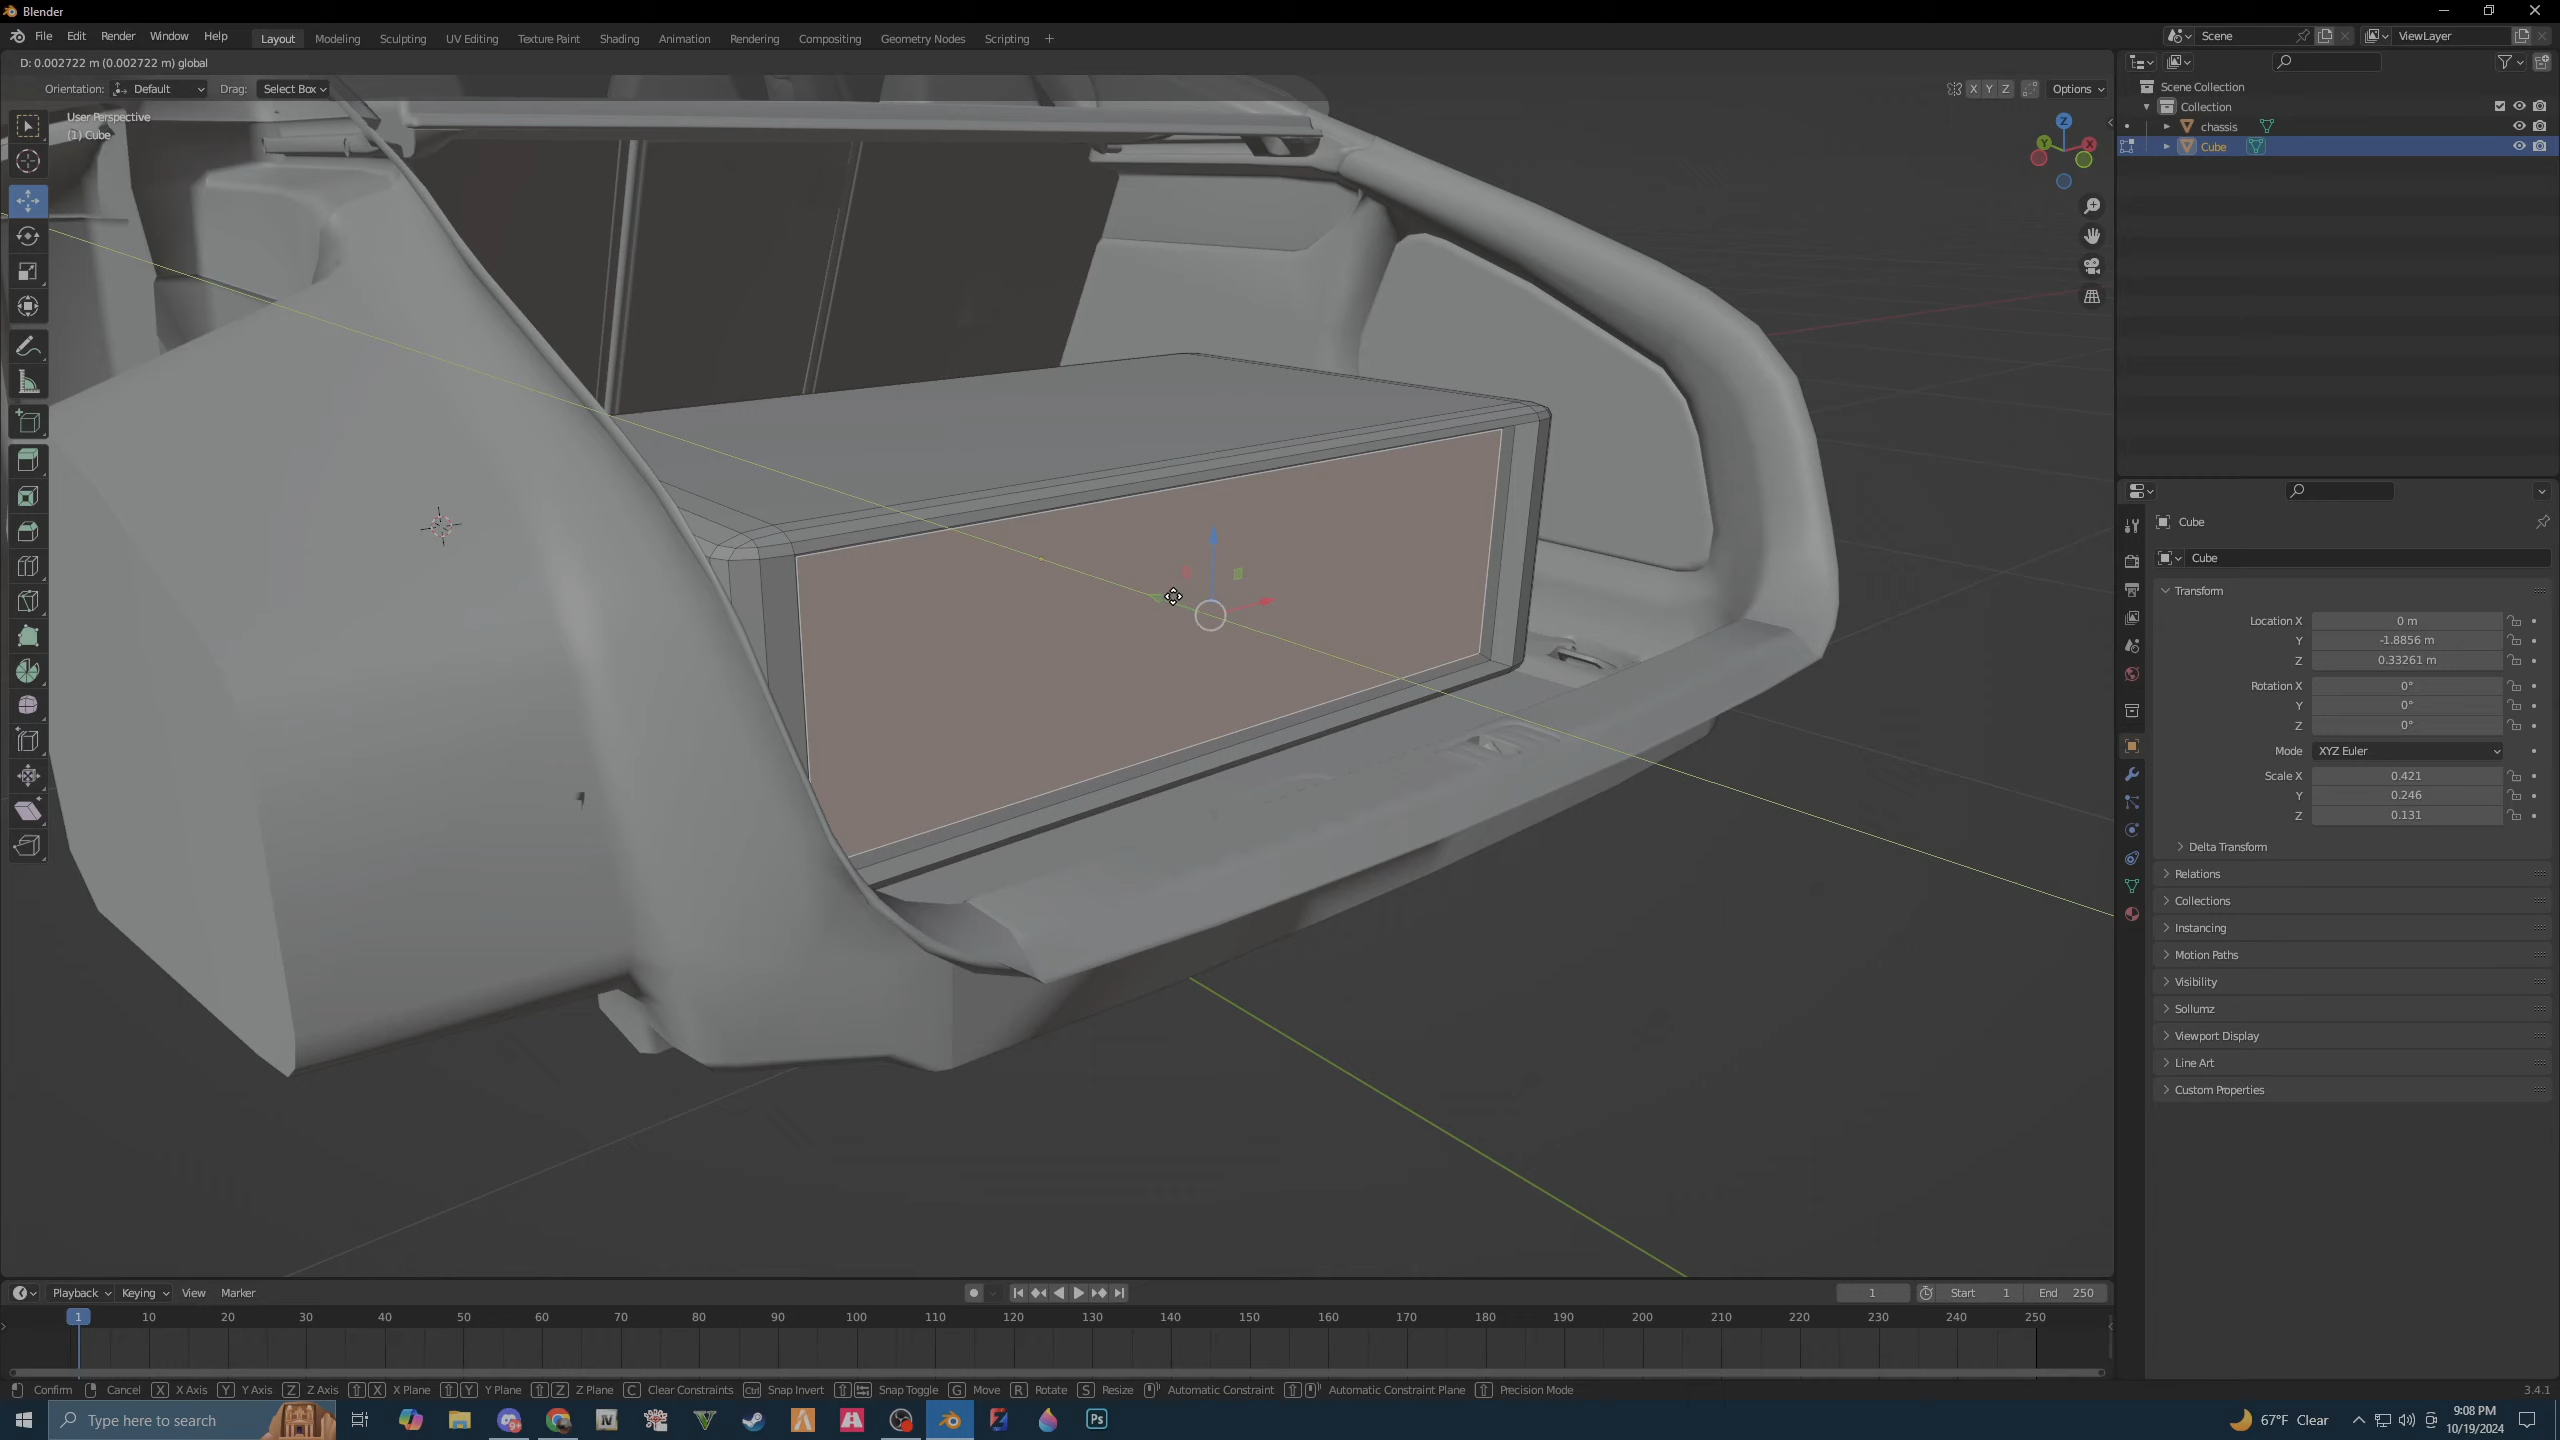 Blender
File Edit Render Window Help Layout Modeling Sculpting UV Editing Texture Paint Shading Animation Rendering Compositing Geometry Nodes Scripting + Scene ViewLayer
D: 0.002722 m (0.002722 m) global
Orientation: Default Drag: Select Box X Y Z Options
User Perspective
(1) Cube
Z
Y X
Scene Collection
Collection
chassis
Cube
Cube
Cube
Transform
Location X 0 m
Y -1.8856 m
Z 0.33261 m
Rotation X 0°
Y 0°
Z 0°
Mode XYZ Euler
Scale X 0.421
Y 0.246
Z 0.131
Delta Transform
Relations
Collections
Instancing
Motion Paths
Visibility
Sollumz
Viewport Display
Line Art
Custom Properties
Playback Keying View Marker 1 Start 1 End 250
1 10 20 30 40 50 60 70 80 90 100 110 120 130 140 150 160 170 180 190 200 210 220 230 240 250
Confirm Cancel X X Axis Y Y Axis Z Z Axis X X Plane Y Y Plane Z Z Plane C Clear Constraints Ctrl Snap Invert Snap Toggle G Move R Rotate S Resize Automatic Constraint Automatic Constraint Plane Precision Mode 3.4.1
Type here to search Ps 67°F Clear 9:08 PM
10/19/2024